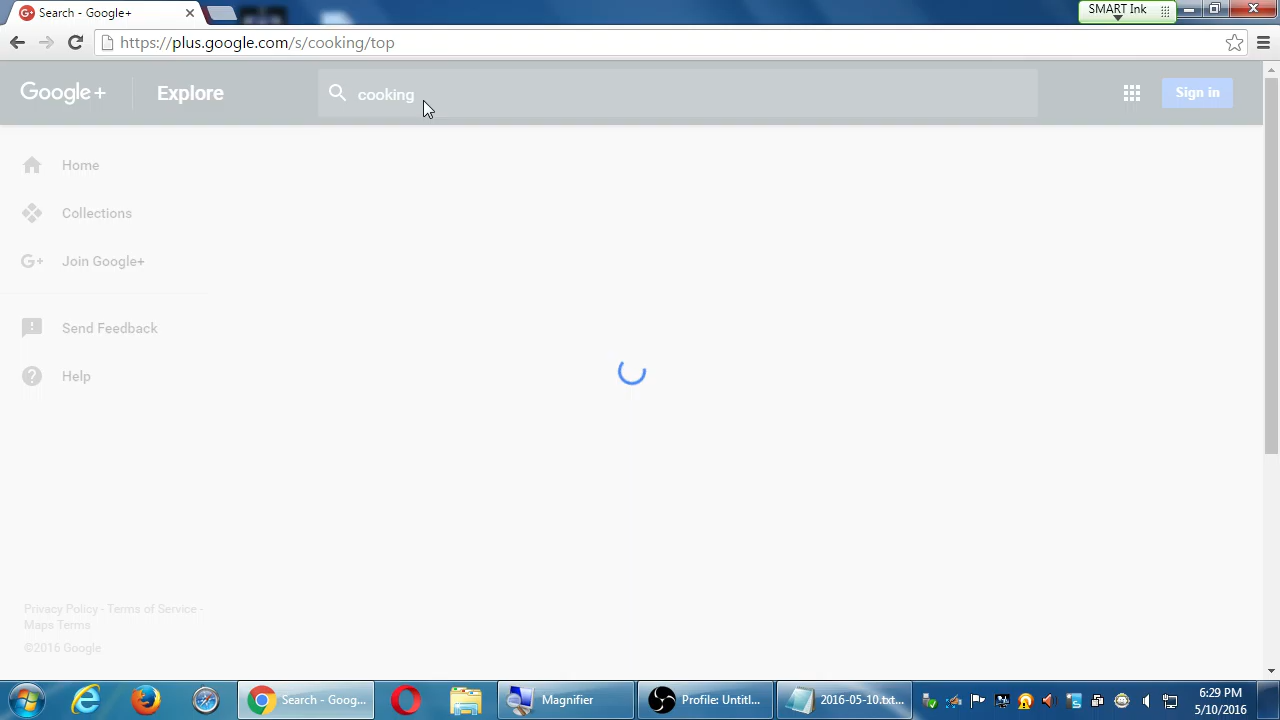 Search - Google+
SMART Ink
https://plus.google.com/s/cooking/top
Google+
Explore
cooking
Sign in
Home
Collections
G+ Join Google+
Send Feedback
Help
Privacy Policy - Terms of Service -
Maps Terms
©2016 Google
Search - Goog...
Magnifier
Profile: Untitl...
2016-05-10.txt...
6:29 PM
5/10/2016